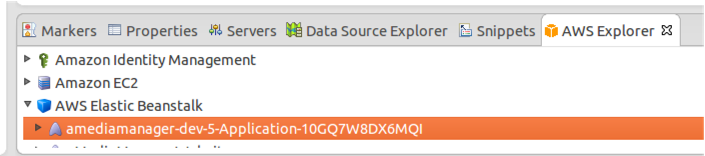 Markers Properties Servers Data Source Explorer Snippets AWS Explorer
Amazon Identity Management
Amazon EC2
AWS Elastic Beanstalk
amediamanager-dev-5-Application-10GQ7W8DX6MQI